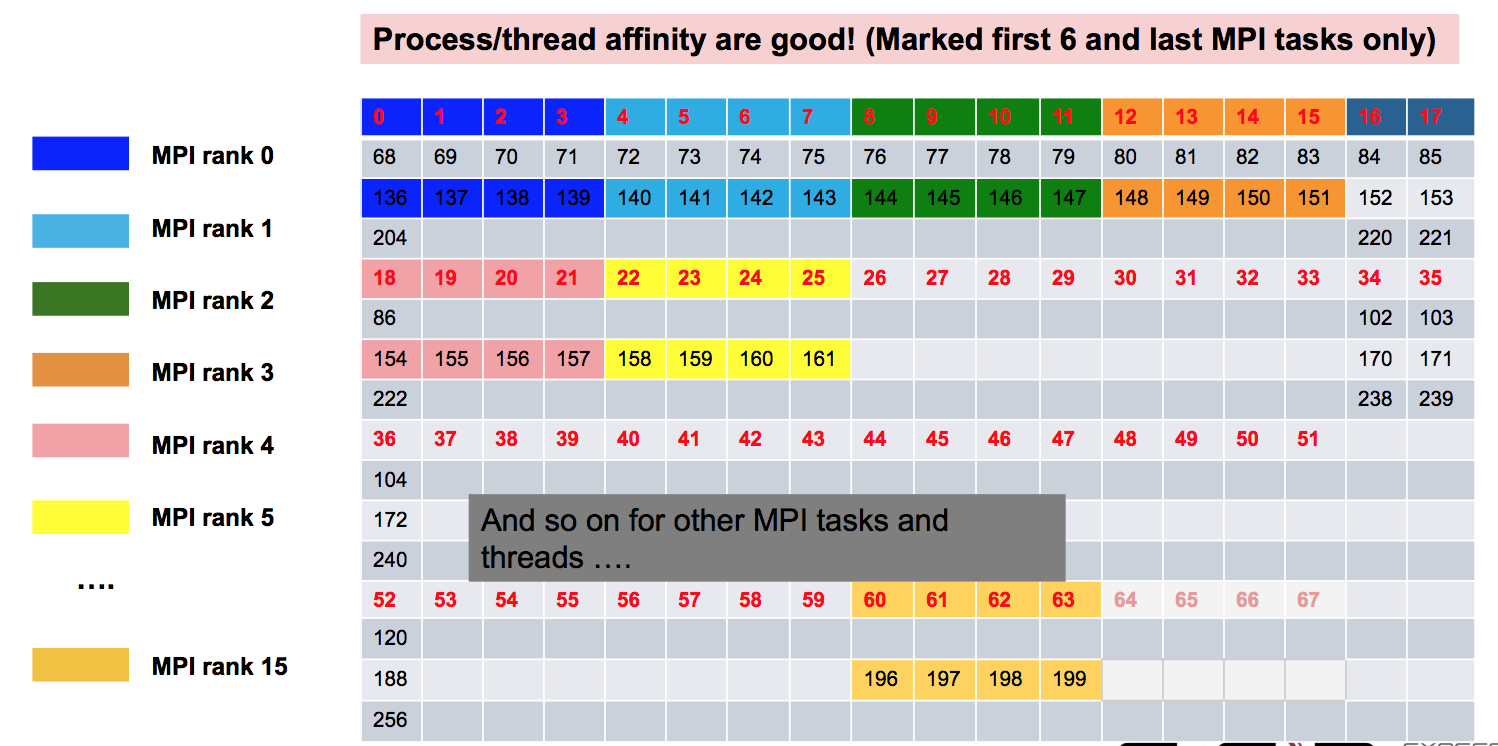 Process/thread affinity are good! (Marked first 6 and last MPI tasks only)
MPI rank 0
MPI rank 1
MPI rank 2
MPI rank 3
MPI rank 4
MPI rank 5
....
MPI rank 15
0 1 2 3 4 5 6 7 8 9 10 11 12 13 14 15 16 17
68 69 70 71 72 73 74 75 76 77 78 79 80 81 82 83 84 85
136 137 138 139 140 141 142 143 144 145 146 147 148 149 150 151 152 153
204 220 221
18 19 20 21 22 23 24 25 26 27 28 29 30 31 32 33 34 35
86 102 103
154 155 156 157 158 159 160 161 170 171
222 238 239
36 37 38 39 40 41 42 43 44 45 46 47 48 49 50 51
104
172
240
And so on for other MPI tasks and
threads ....
52 53 54 55 56 57 58 59 60 61 62 63 64 65 66 67
120
188 196 197 198 199
256